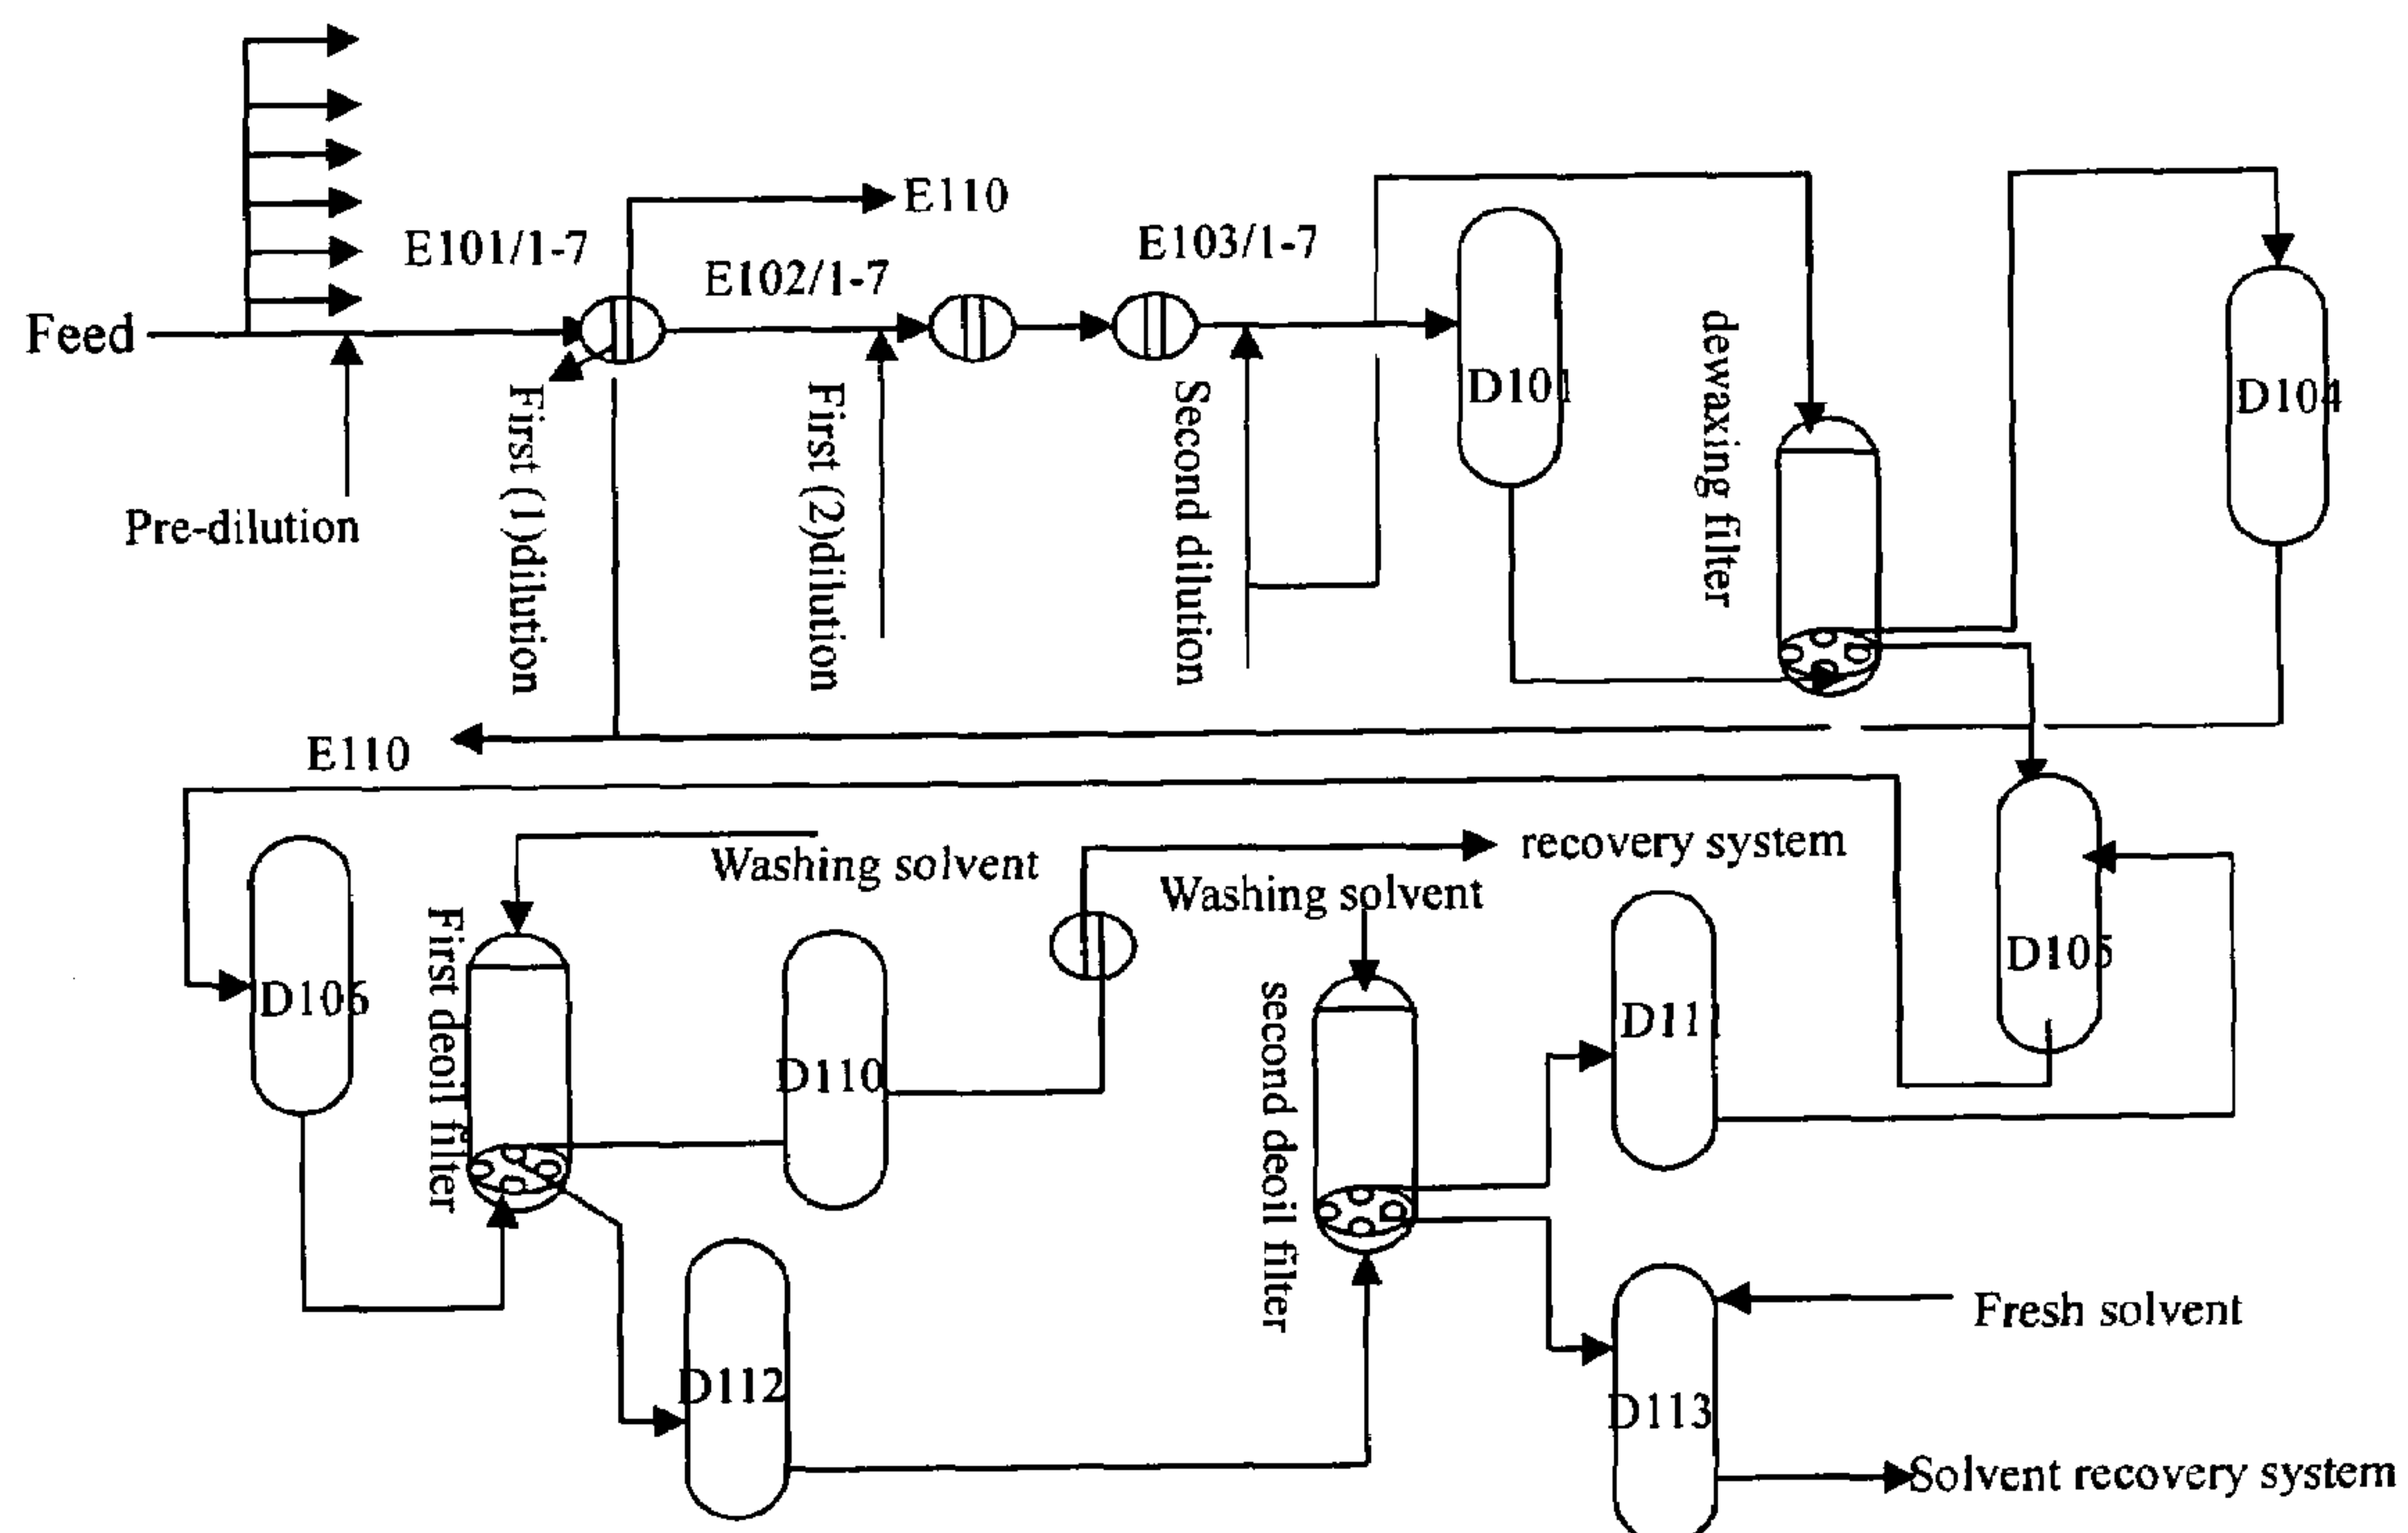 E110
E101/1-7
E102/1-7
E103/1-7
Feed
D101
D104
dewaxing filter
First (1)dilution
First (2)dilution
Second dilution
Pre-dilution
E110
Washing solvent
recovery system
Washing solvent
D105
D106
First deoil filter
D110
second deoil filter
D11
D112
Fresh solvent
D113
Solvent recovery system